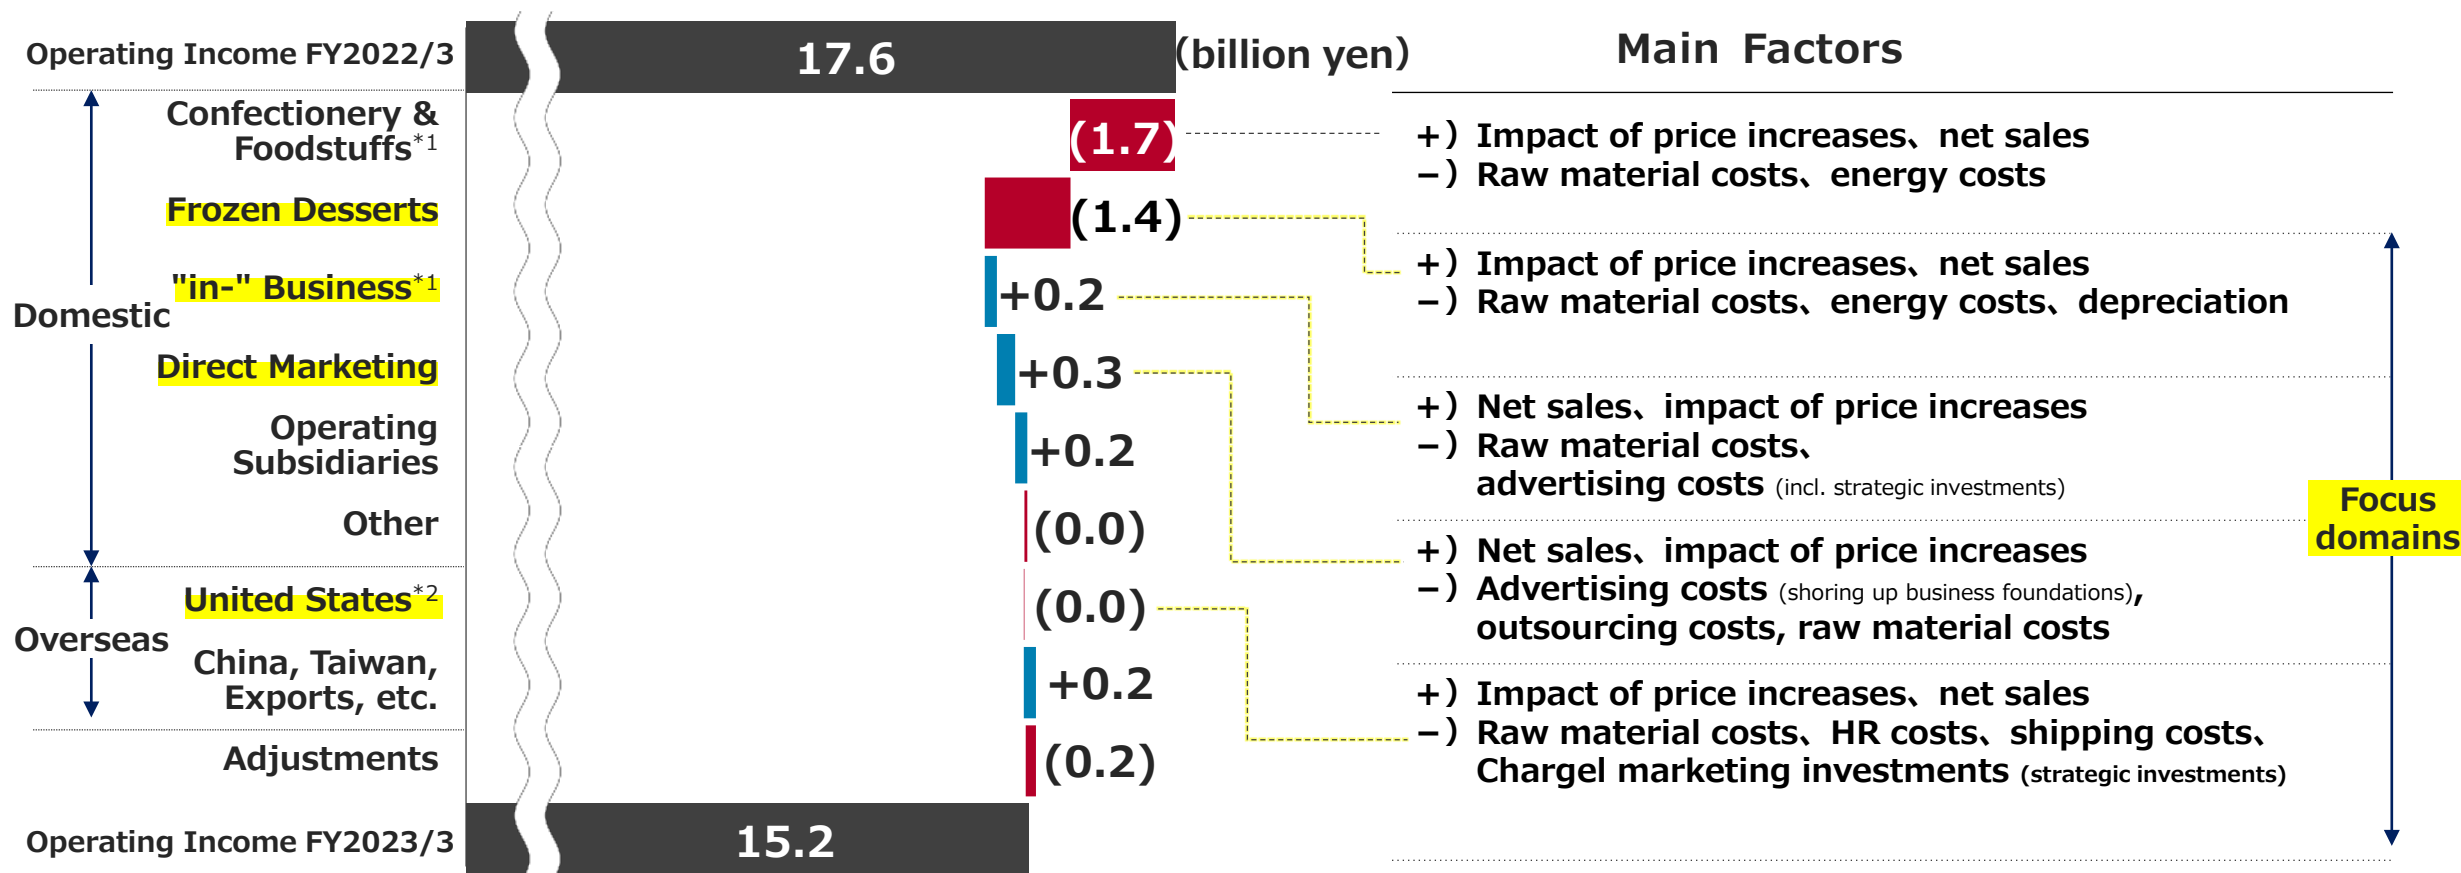 Operating Income FY2022/3
17.6
(billion yen)
Main Factors
Domestic
Confectionery &
Foodstuffs*1
(1.7)
+) Impact of price increases、net sales
−) Raw material costs、energy costs
Frozen Desserts
(1.4)
+) Impact of price increases、net sales
−) Raw material costs、energy costs、depreciation
"in-" Business*1
+0.2
+) Net sales、impact of price increases
−) Raw material costs、
advertising costs (incl. strategic investments)
Direct Marketing
+0.3
+) Net sales、impact of price increases
−) Advertising costs (shoring up business foundations),
outsourcing costs, raw material costs
Operating
Subsidiaries
+0.2
Other
(0.0)
Overseas
United States*2
(0.0)
+) Impact of price increases、net sales
−) Raw material costs、HR costs、shipping costs、
Chargel marketing investments (strategic investments)
China, Taiwan,
Exports, etc.
+0.2
Adjustments
(0.2)
Focus
domains
Operating Income FY2023/3
15.2